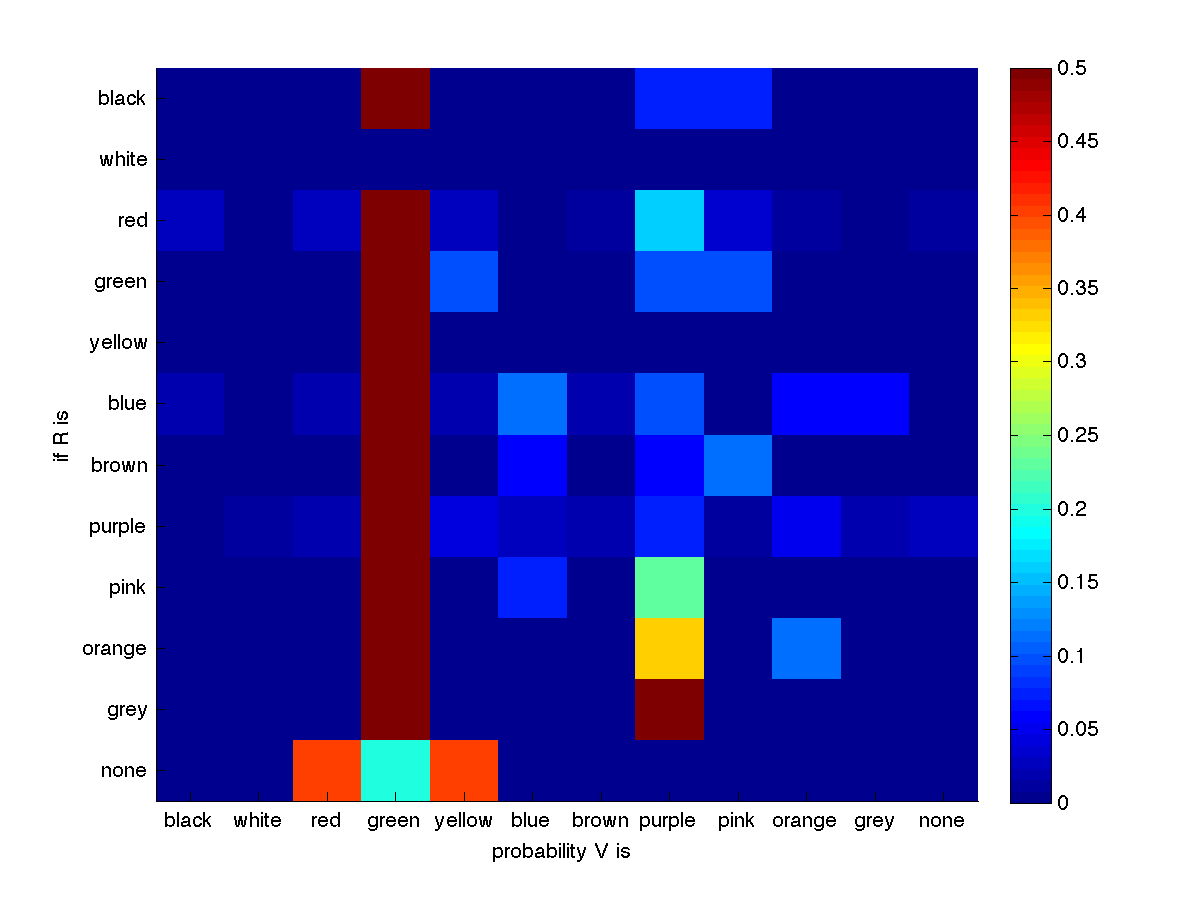 black
white
red
green
yellow
blue
brown
purple
pink
orange
grey
none
if R is
black white red green yellow blue brown purple pink orange grey none
probability V is
0.5
0.45
0.4
0.35
0.3
0.25
0.2
0.15
0.1
0.05
0